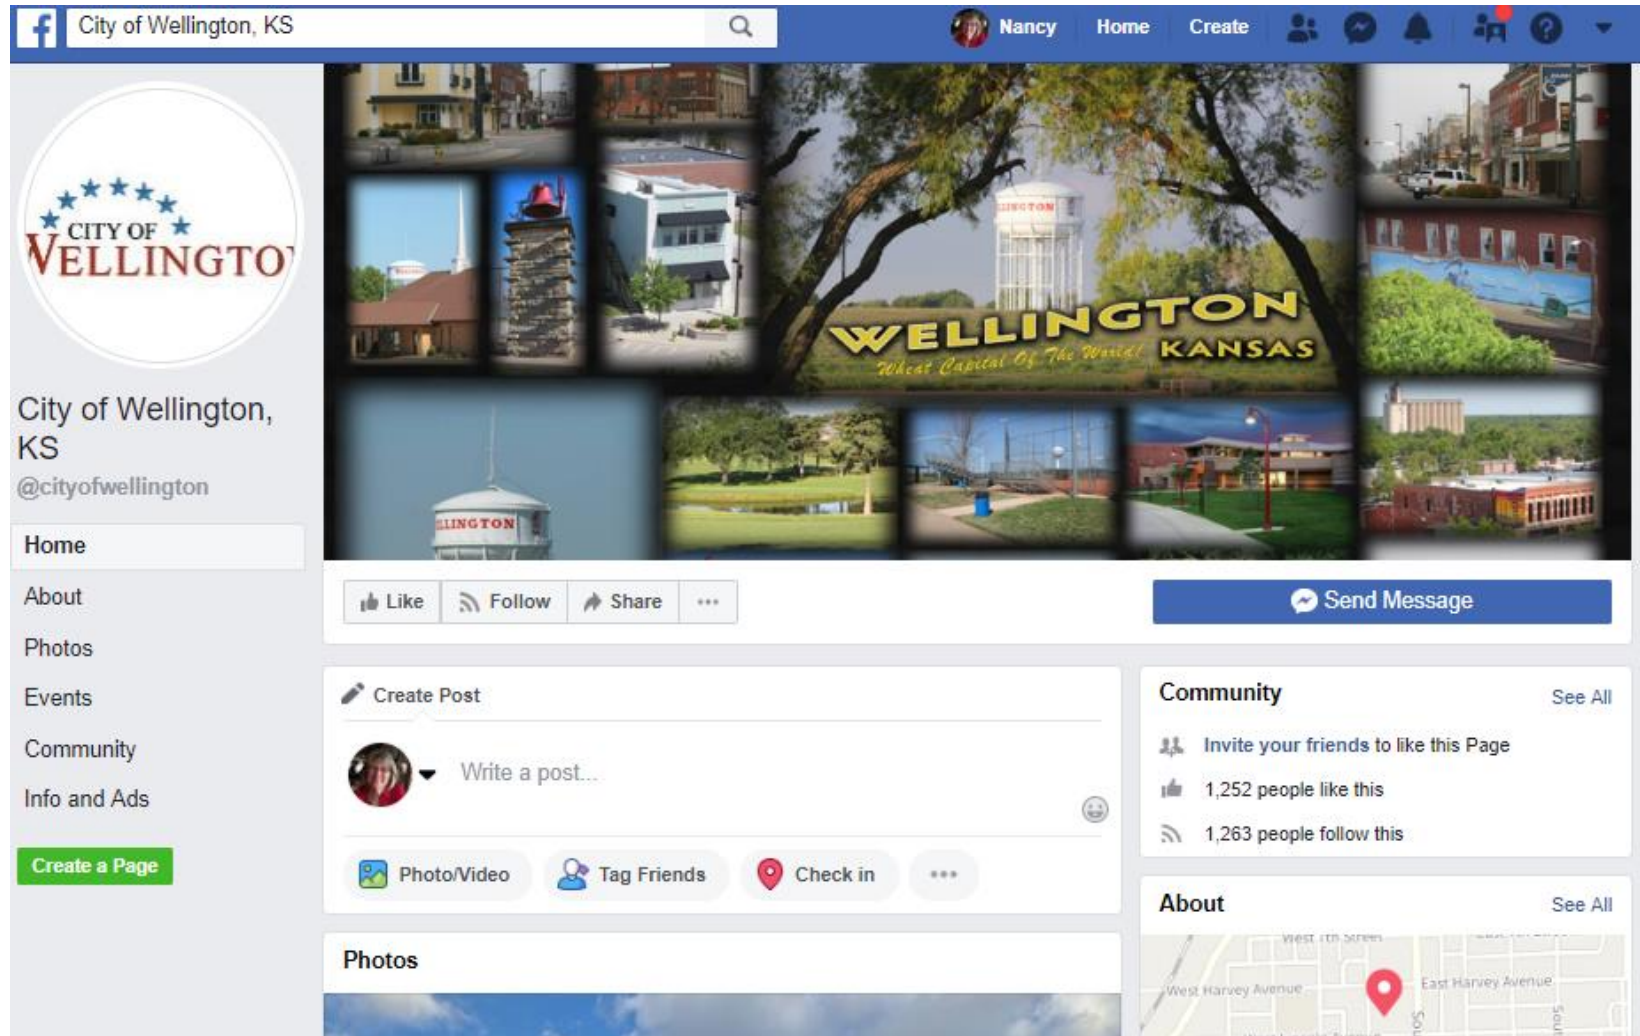 City of Wellington, KS
Nancy
Home
Create
CITY OF
WELLINGTO
LLINGTON
WELLINGTON
Wheat Capital Of The World!
KANSAS
LLINGTON
City of Wellington,
KS
@cityofwellington
Home
About
Photos
Events
Community
Info and Ads
Create a Page
Like
Follow
Share
Send Message
Create Post
Write a post...
Photo/Video
Tag Friends
Check in
Photos
Community
See All
Invite your friends to like this Page
1,252 people like this
1,263 people follow this
About
See All
West Harvey Avenue
East Harvey Avenue